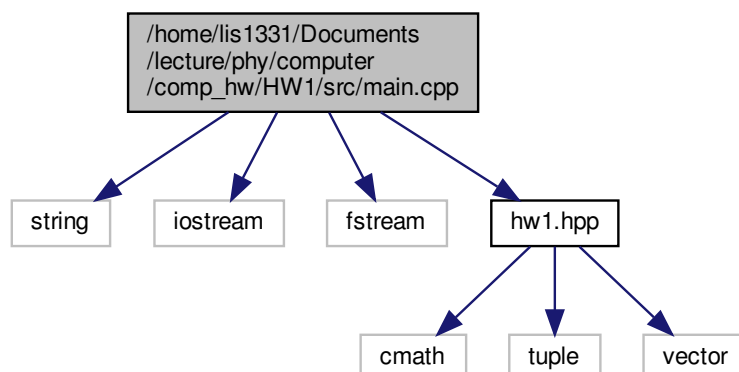 /home/lis1331/Documents
/lecture/phy/computer
/comp_hw/HW1/src/main.cpp
string
iostream
fstream
hw1.hpp
cmath
tuple
vector